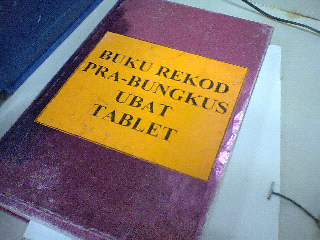 BUKU REKOD
PRA-BUNGKUS
UBAT
TABLET